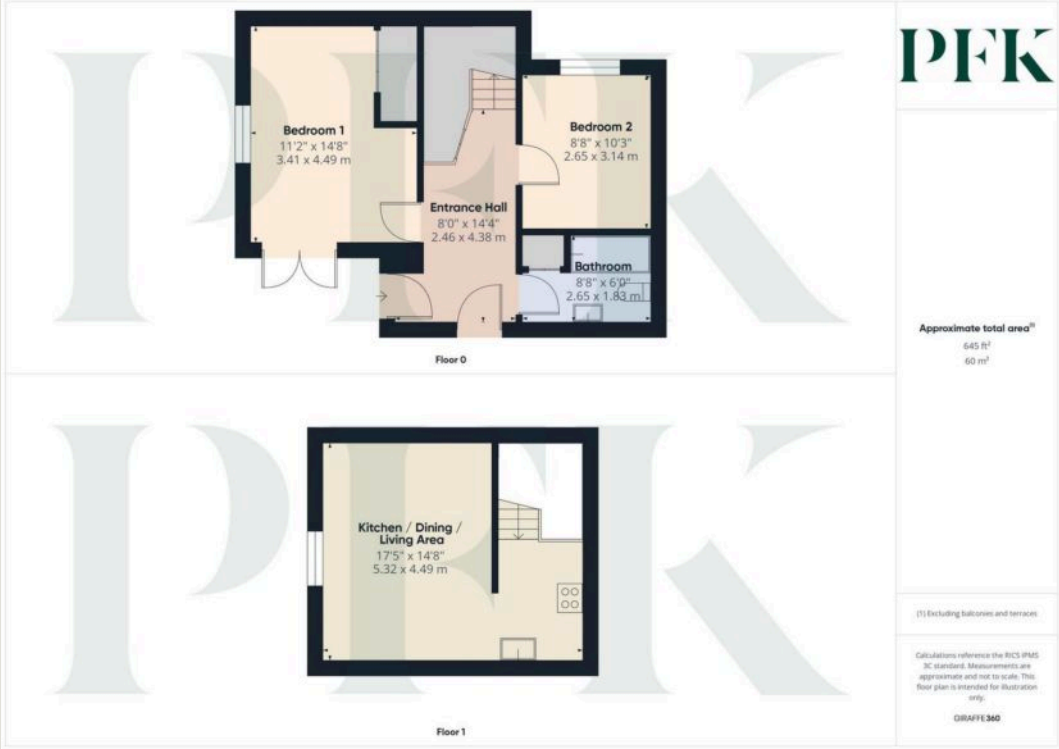 PFK
Bedroom 1
11'2" x 14'8"
3.41 x 4.49 m
Bedroom 2
8'8" x 10'3"
2.65 x 3.14 m
Entrance Hall
8'0" x 14'4"
2.46 x 4.38 m
Bathroom
8'8" x 6'0"
2.65 x 1.83 m
Floor 0
PFK
Kitchen / Dining /
Living Area
17'5" x 14'8"
5.32 x 4.49 m
Floor 1
PFK
Approximate total area⁽¹⁾
645 ft²
60 m²
(1) Excluding balconies and terraces
Calculations reference the RICS IPMS
3C standard. Measurements are
approximate and not to scale. This
floor plan is intended for illustration
only.
GIRAFFE360